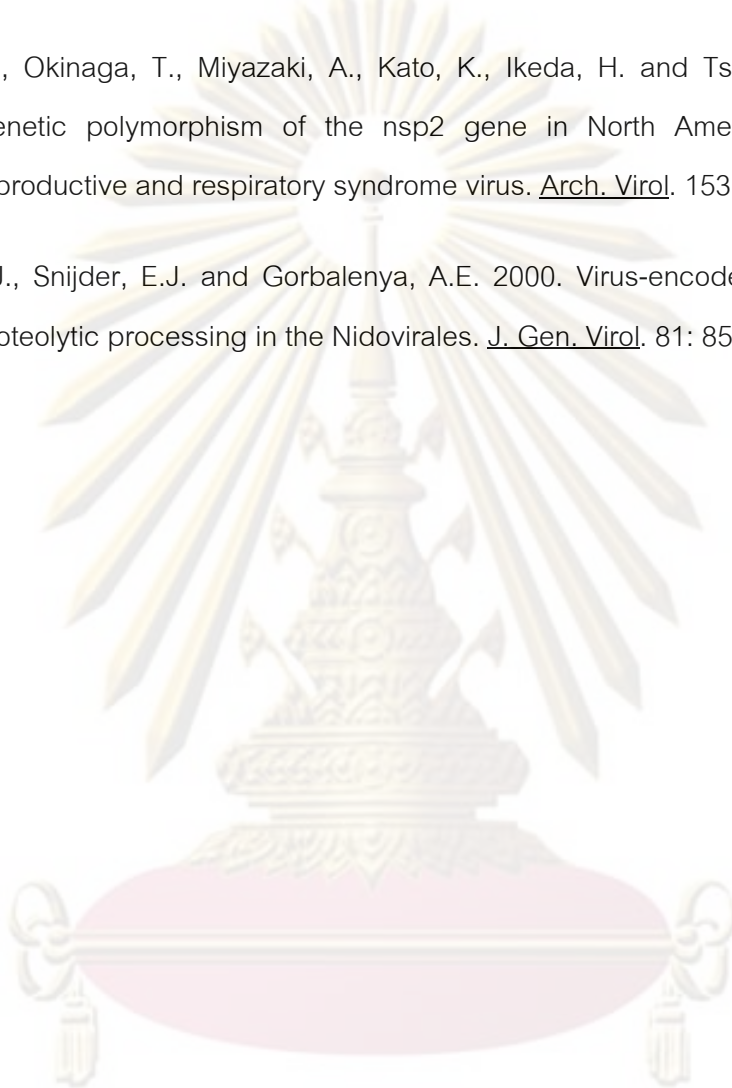 , Okinaga, T., Miyazaki, A., Kato, K., Ikeda, H. and Ts
enetic polymorphism of the nsp2 gene in North Ame
productive and respiratory syndrome virus. Arch. Virol. 153
J., Snijder, E.J. and Gorbalenya, A.E. 2000. Virus-encode
oteolytic processing in the Nidovirales. J. Gen. Virol. 81: 85